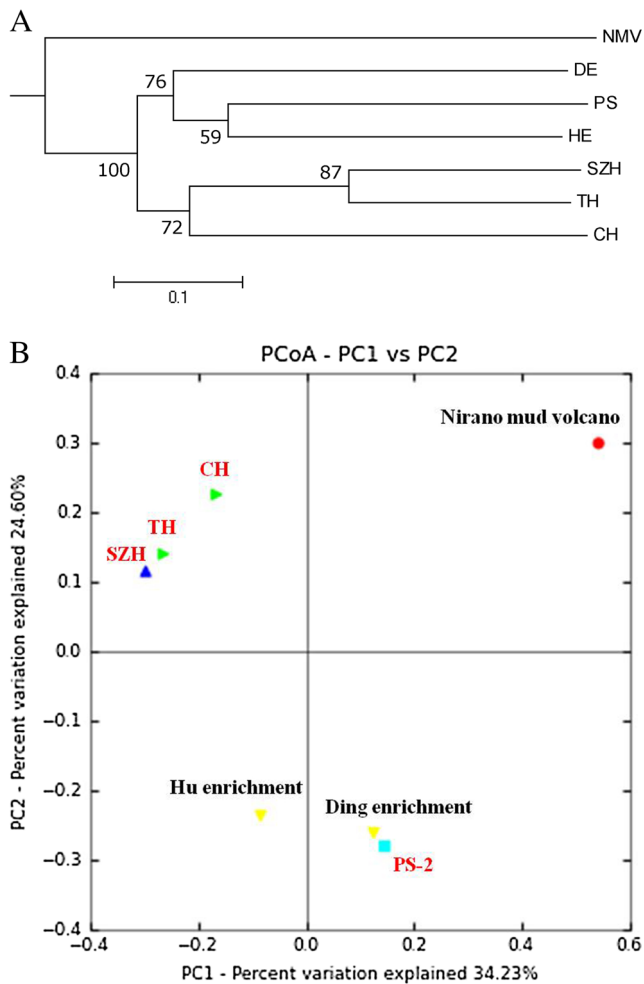 A
NMV
DE
76
PS
59
HE
100
87
SZH
TH
72
CH
0.1
B
PCoA - PC1 vs PC2
0.4
Nirano mud volcano
0.3
CH
0.2
TH
SZH
0.1
0.0
−0.1
Hu enrichment
−0.2
Ding enrichment
−0.3
PS-2
−0.4
−0.4 −0.2 0.0 0.2 0.4 0.6
PC2 - Percent variation explained 24.60%
PC1 - Percent variation explained 34.23%